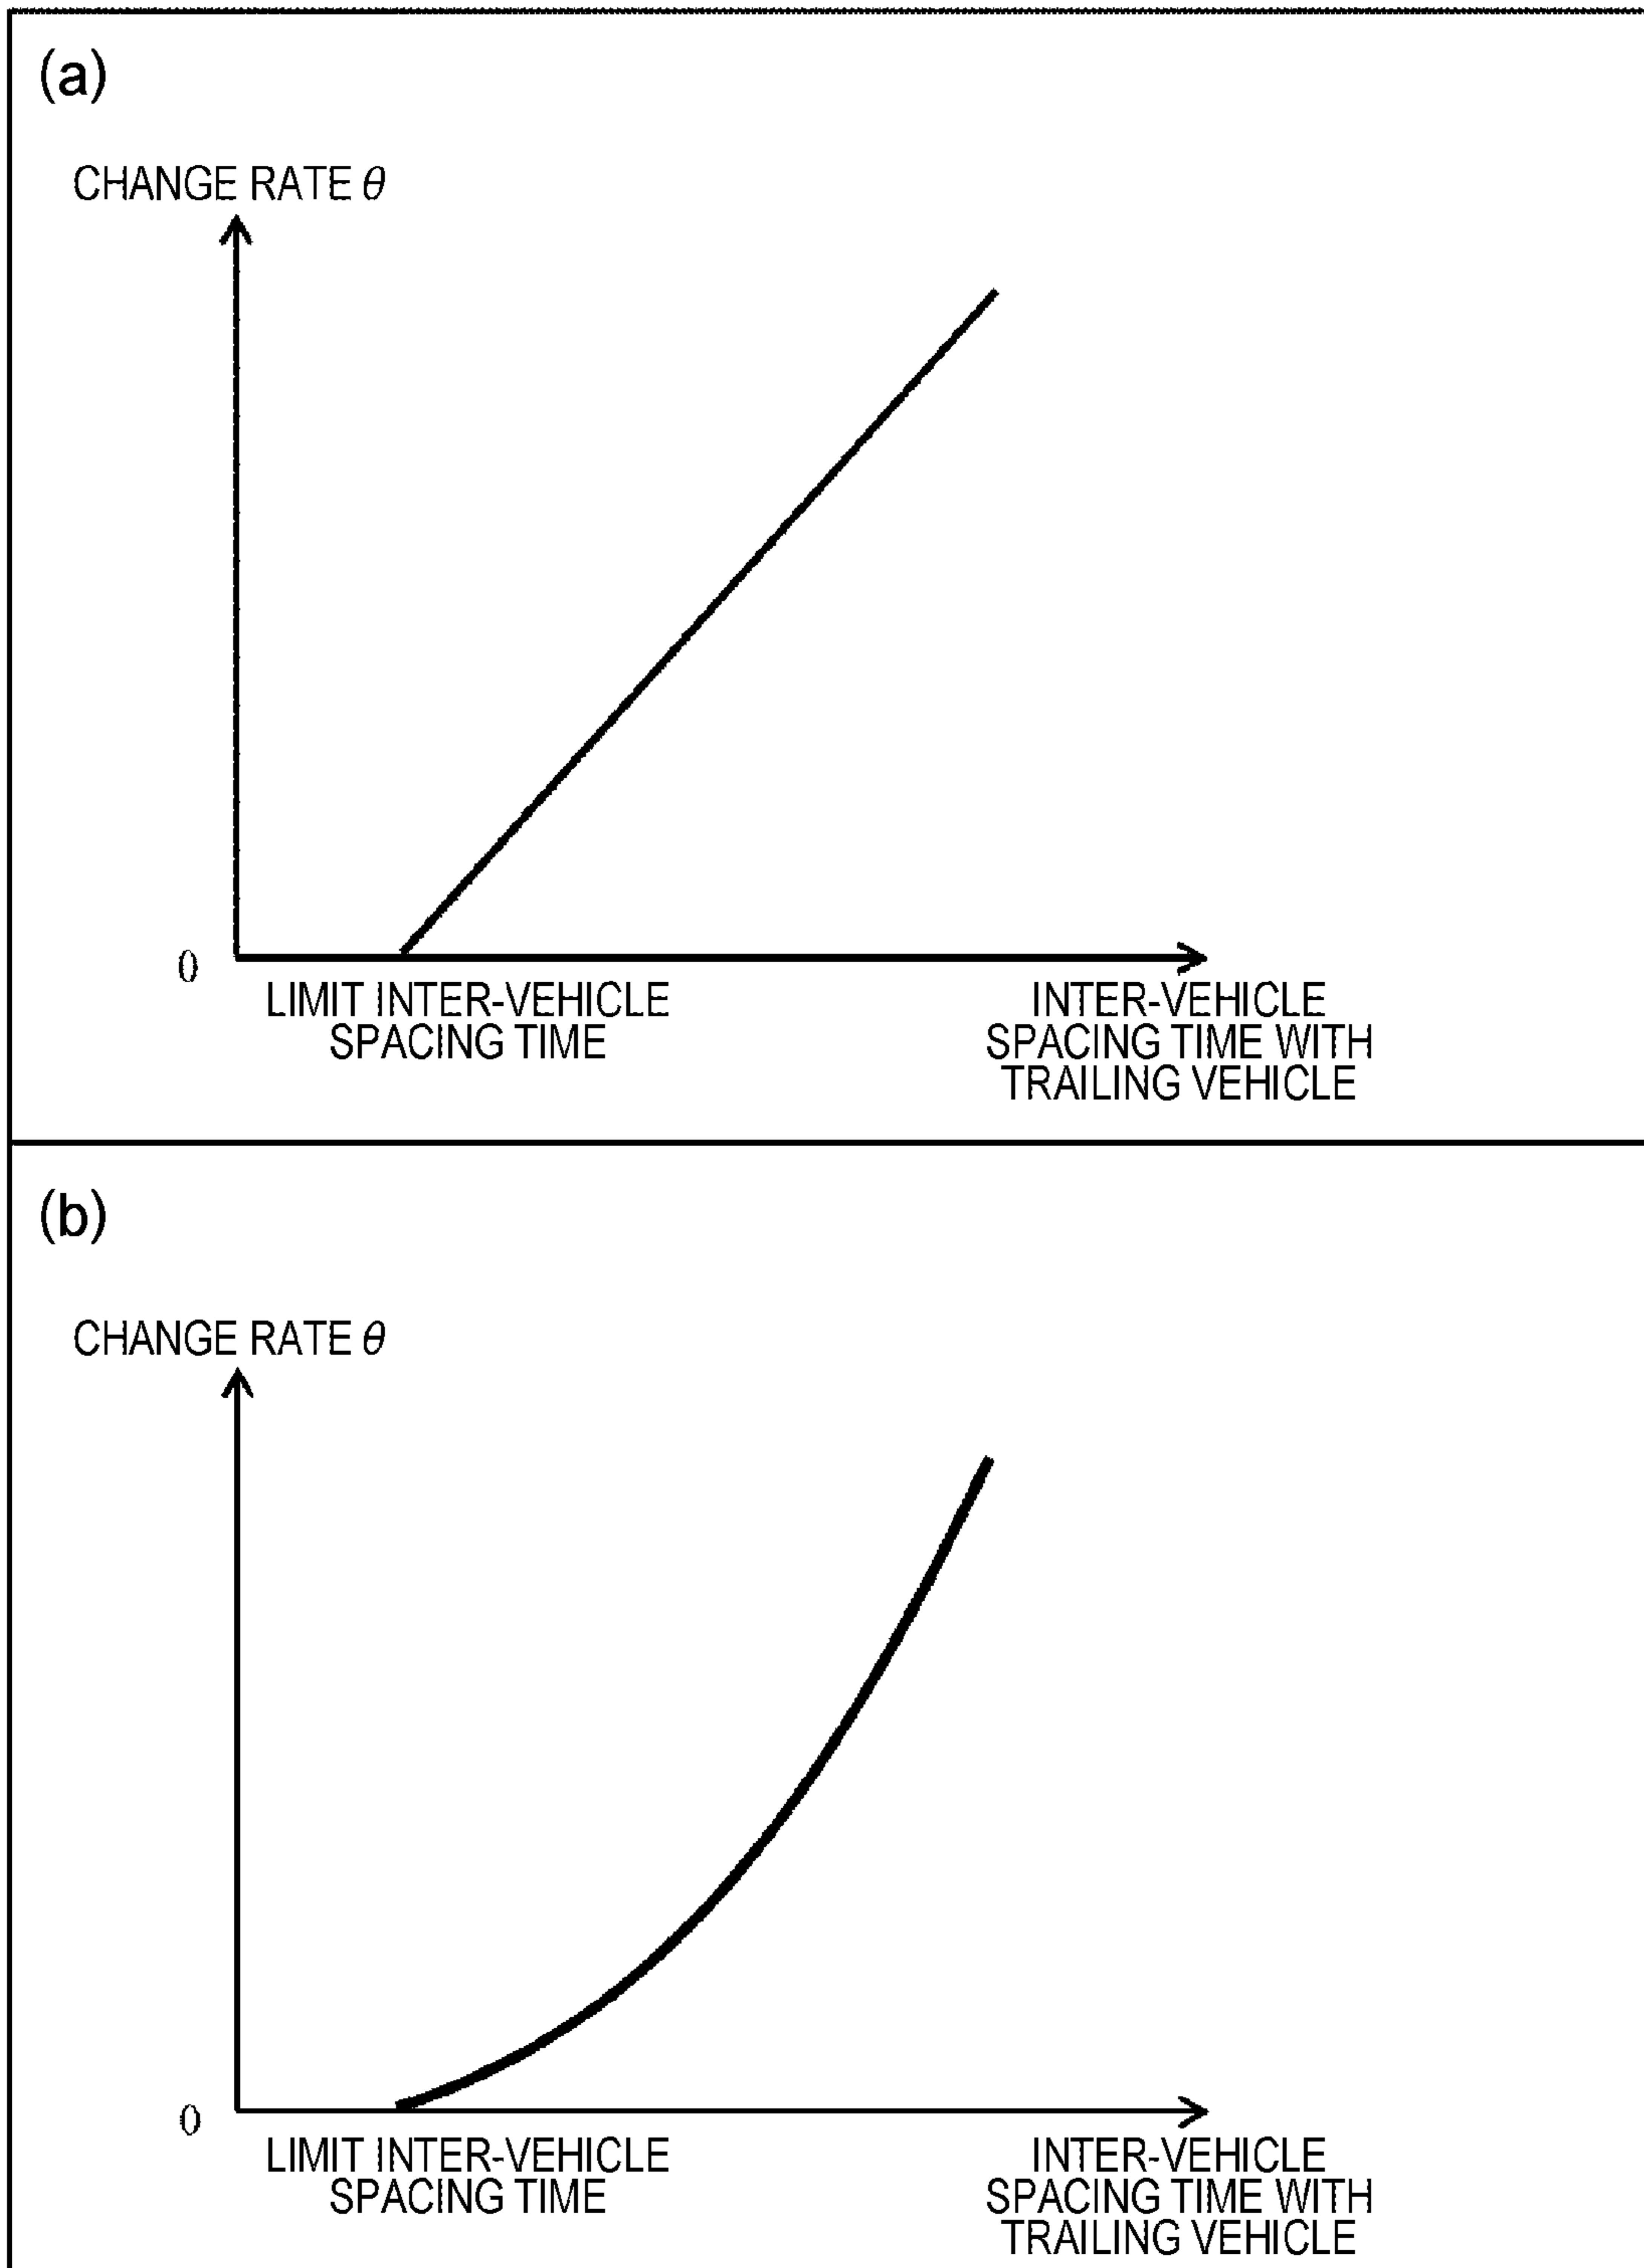 (a)
CHANGE RATE θ
0
LIMIT INTER-VEHICLE
SPACING TIME
INTER-VEHICLE
SPACING TIME WITH
TRAILING VEHICLE
(b)
CHANGE RATE θ
0
LIMIT INTER-VEHICLE
SPACING TIME
INTER-VEHICLE
SPACING TIME WITH
TRAILING VEHICLE